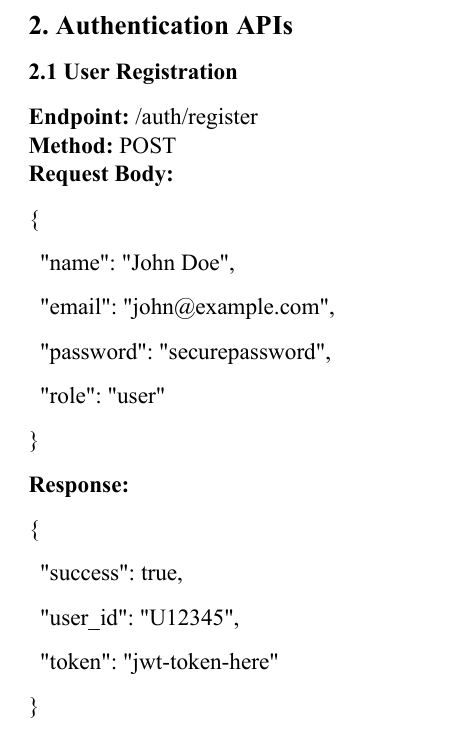 2. Authentication APIs
2.1 User Registration
Endpoint: /auth/register
Method: POST
Request Body:
{
"name": "John Doe",
"email": "john@example.com",
"password": "securepassword",
"role": "user"
}
Response:
{
"success": true,
"user_id": "U12345",
"token": "jwt-token-here"
}